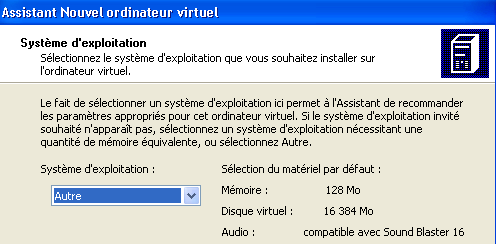 Assistant Nouvel ordinateur virtuel
Système d'exploitation
Sélectionnez le système d'exploitation que vous souhaitez installer sur
l'ordinateur virtuel.
Le fait de sélectionner un système d'exploitation ici permet à l'Assistant de recommander
les paramètres appropriés pour cet ordinateur virtuel. Si le système d'exploitation invité
souhaité n'apparaît pas, sélectionnez un système d'exploitation nécessitant une
quantité de mémoire équivalente, ou sélectionnez Autre.
Système d'exploitation :
Autre
Sélection du matériel par défaut :
Mémoire : 128 Mo
Disque virtuel : 16 384 Mo
Audio : compatible avec Sound Blaster 16